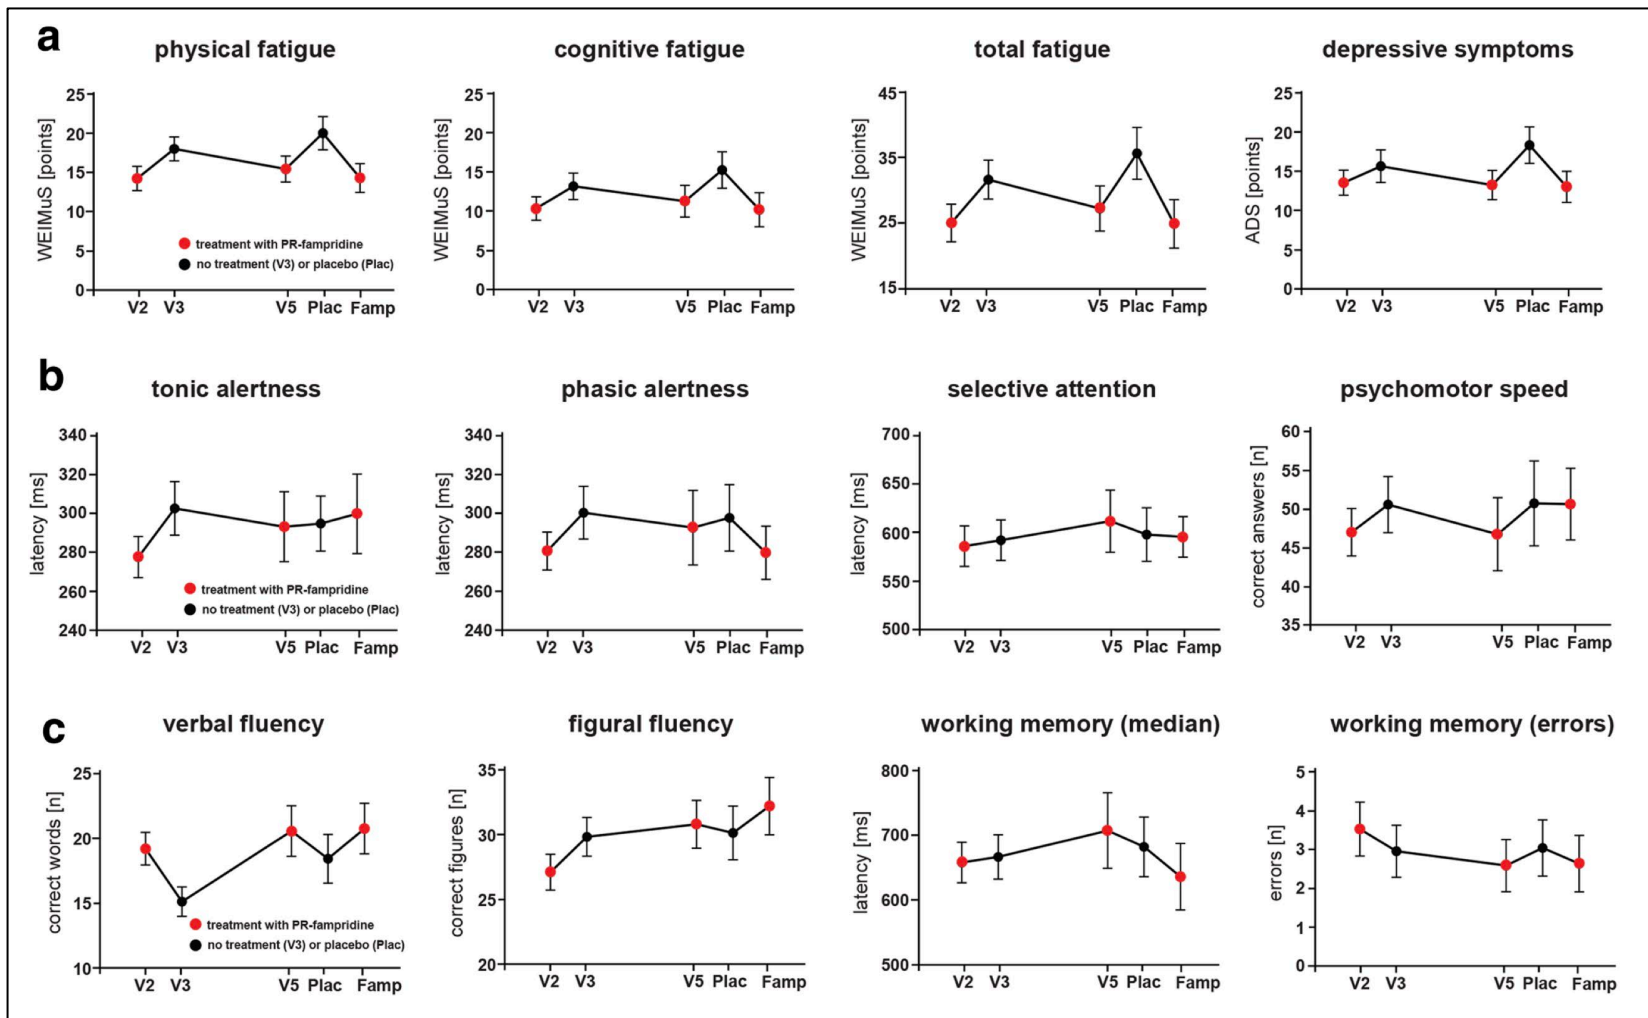 a
physical fatigue
cognitive fatigue
total fatigue
depressive symptoms
WEIMuS [points]
25
20
15
10
5
0
treatment with PR-fampridine
no treatment (V3) or placebo (Plac)
V2 V3 V5 Plac Famp
WEIMuS [points]
25
20
15
10
5
0
V2 V3 V5 Plac Famp
WEIMuS [points]
45
35
25
15
V2 V3 V5 Plac Famp
ADS [points]
25
20
15
10
5
0
V2 V3 V5 Plac Famp
b
tonic alertness
phasic alertness
selective attention
psychomotor speed
latency [ms]
340
320
300
280
260
240
treatment with PR-fampridine
no treatment (V3) or placebo (Plac)
V2 V3 V5 Plac Famp
latency [ms]
340
320
300
280
260
240
V2 V3 V5 Plac Famp
latency [ms]
700
650
600
550
500
V2 V3 V5 Plac Famp
correct answers [n]
60
55
50
45
40
35
V2 V3 V5 Plac Famp
c
verbal fluency
figural fluency
working memory (median)
working memory (errors)
correct words [n]
25
20
15
10
treatment with PR-fampridine
no treatment (V3) or placebo (Plac)
V2 V3 V5 Plac Famp
correct figures [n]
35
30
25
20
V2 V3 V5 Plac Famp
latency [ms]
800
700
600
500
V2 V3 V5 Plac Famp
errors [n]
5
4
3
2
1
0
V2 V3 V5 Plac Famp